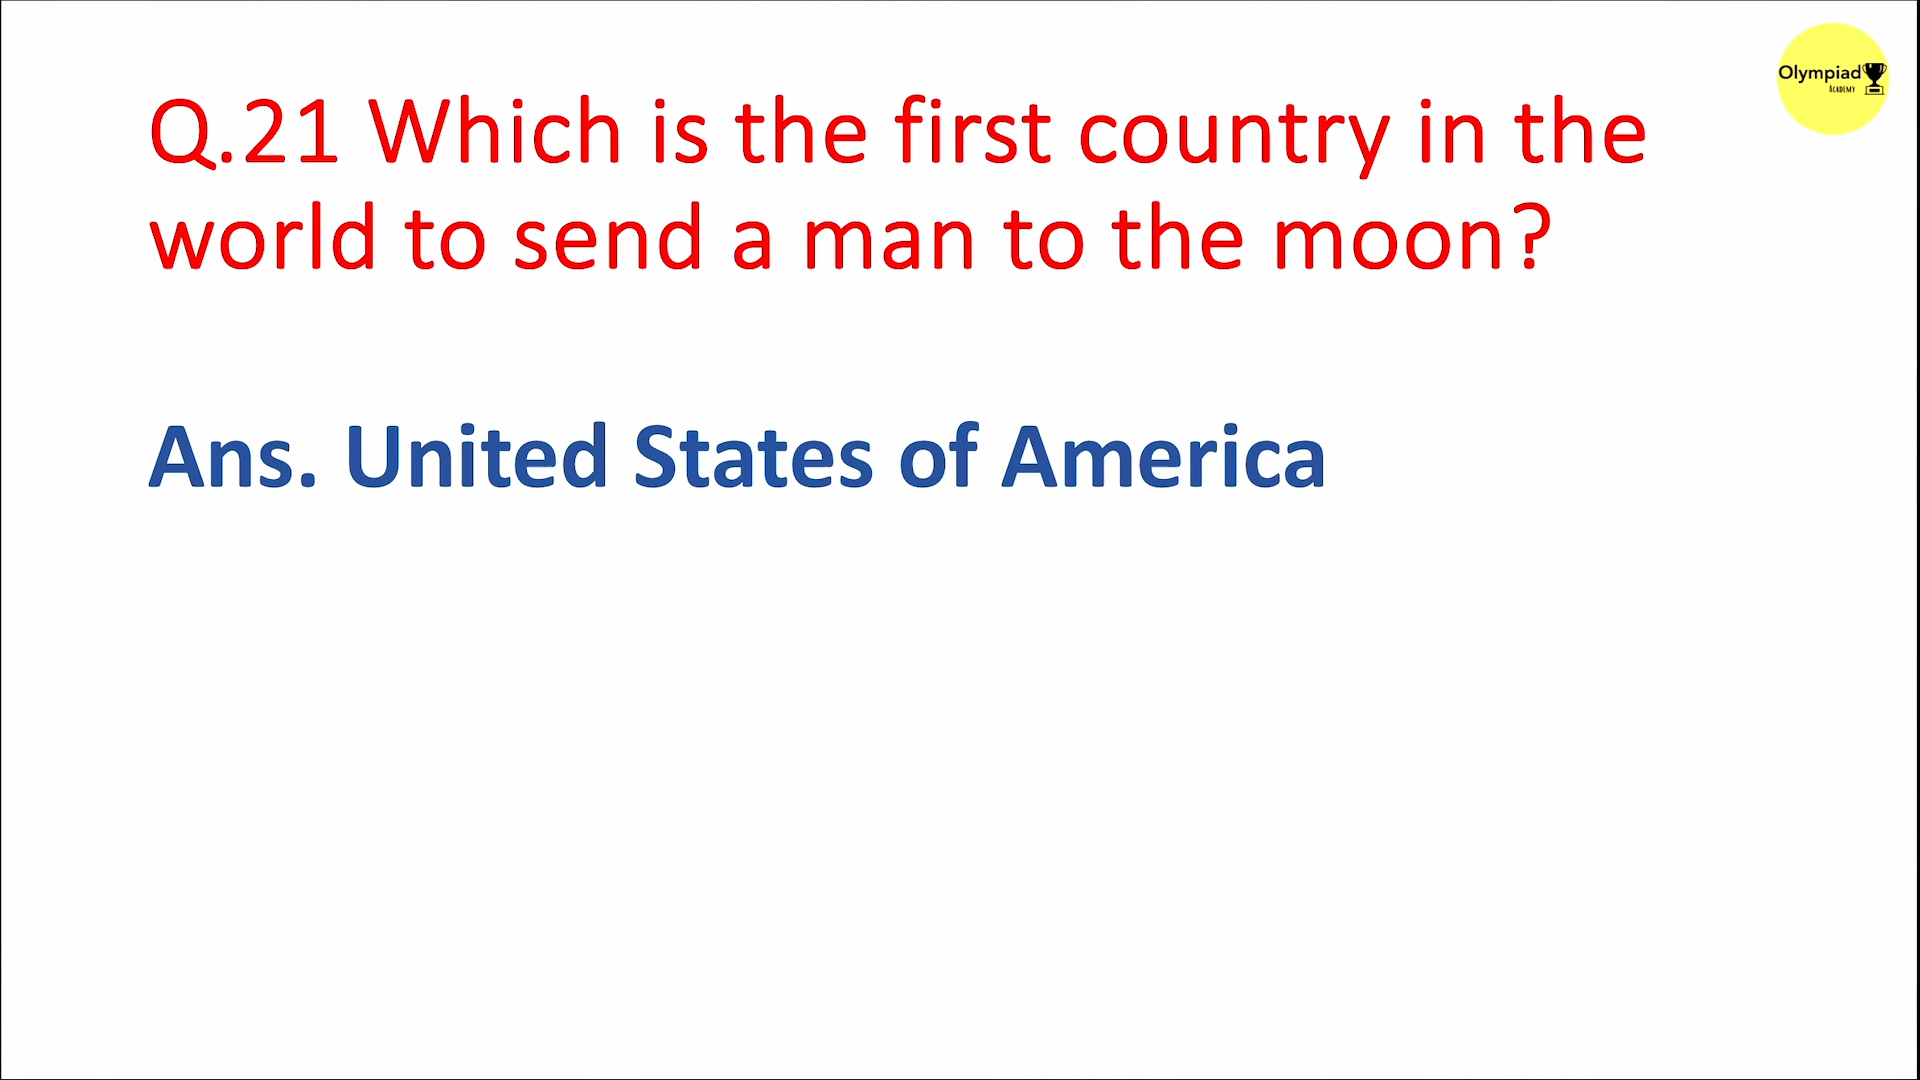 Olympiad
Academy
Q.21 Which is the first country in the
world to send a man to the moon?
Ans. United States of America